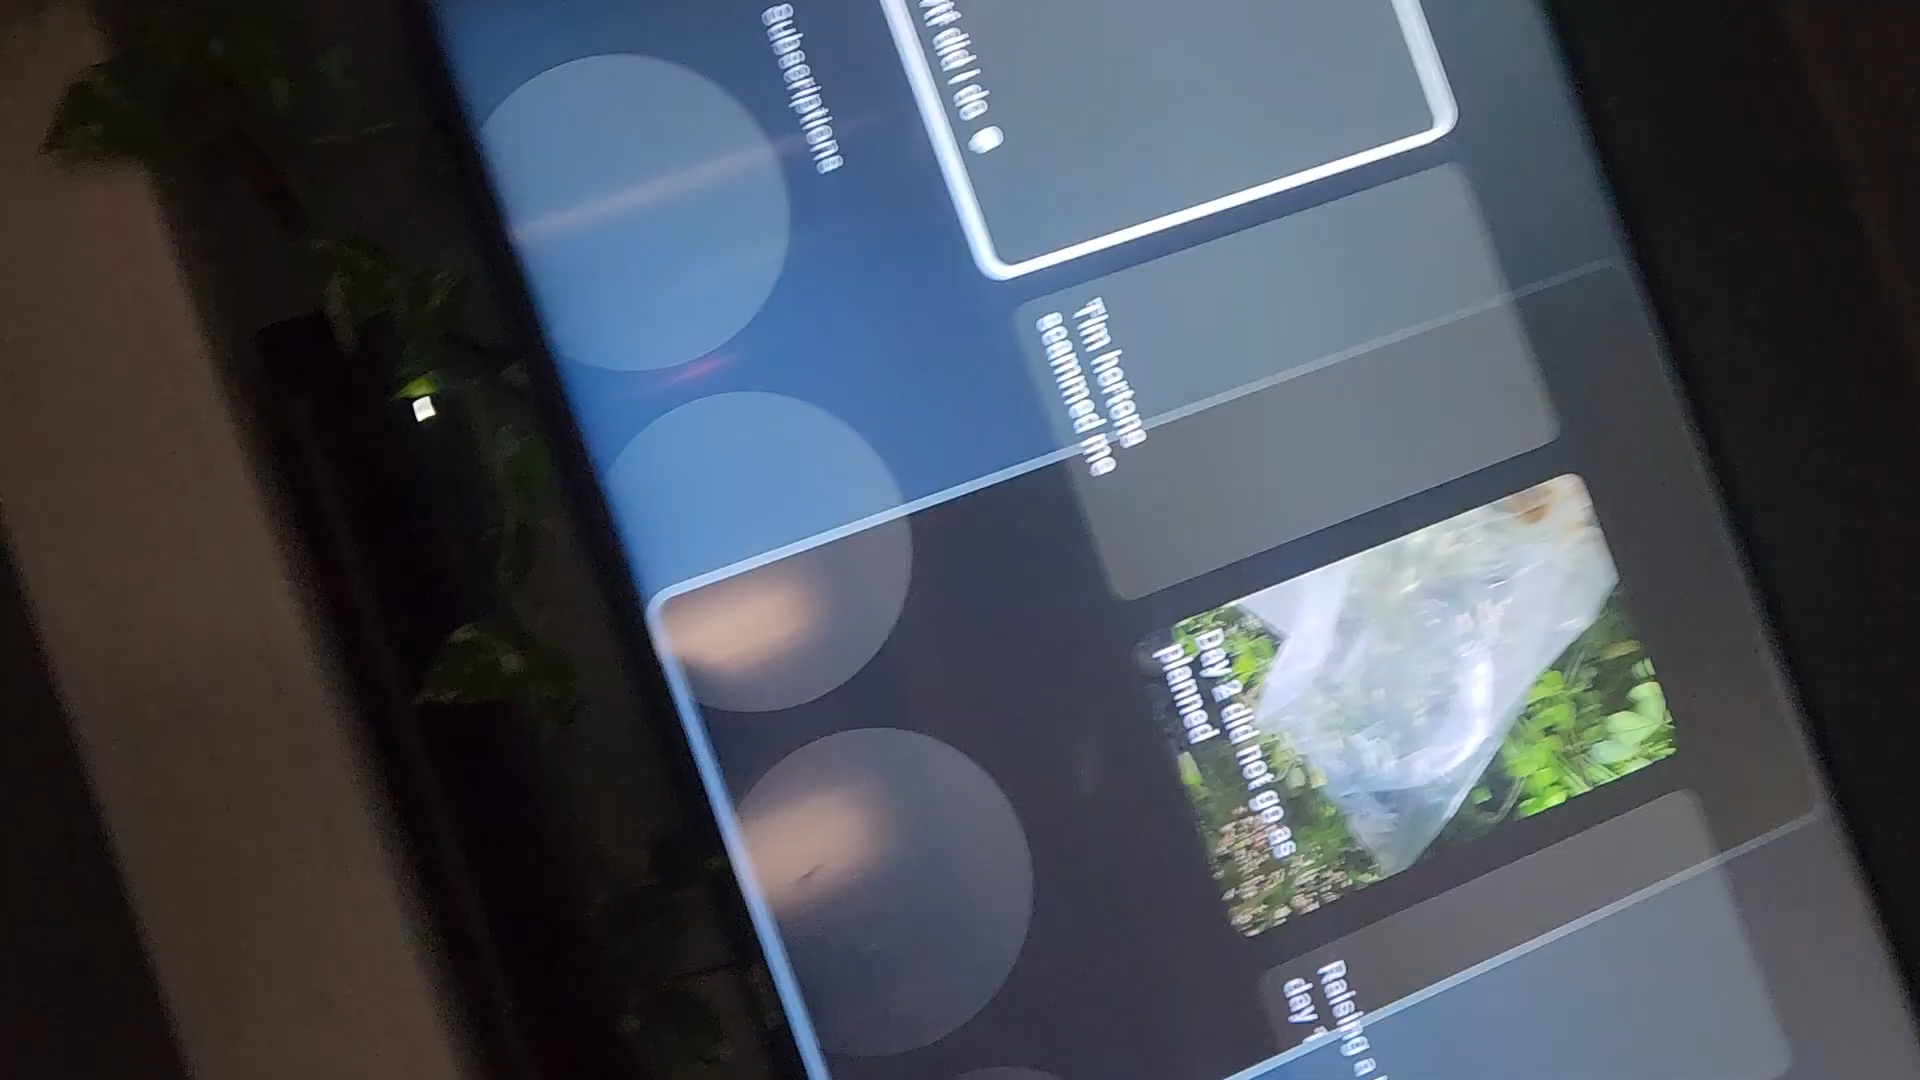 did I do
Tim hortons
scammed me
Day 2 did not go as
planned
Raising a
day
Subscriptions